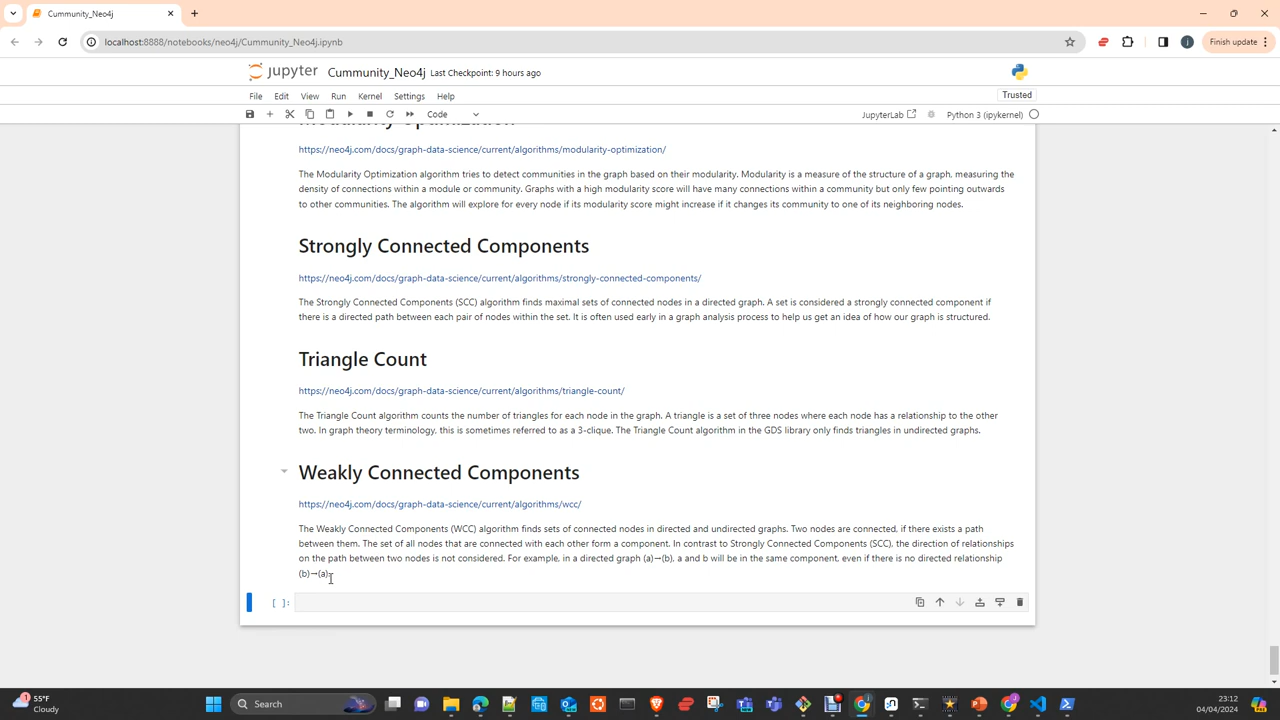 Cummunity_Neo4j
localhost:8888/notebooks/neo4j/Cummunity_Neo4j.ipynb
j
Finish update
jupyter Cummunity_Neo4j Last Checkpoint: 9 hours ago
File Edit View Run Kernel Settings Help
Trusted
Code
JupyterLab
Python 3 (ipykernel)
Modularity Optimization
https://neo4j.com/docs/graph-data-science/current/algorithms/modularity-optimization/
The Modularity Optimization algorithm tries to detect communities in the graph based on their modularity. Modularity is a measure of the structure of a graph, measuring the
density of connections within a module or community. Graphs with a high modularity score will have many connections within a community but only few pointing outwards
to other communities. The algorithm will explore for every node if its modularity score might increase if it changes its community to one of its neighboring nodes.
Strongly Connected Components
https://neo4j.com/docs/graph-data-science/current/algorithms/strongly-connected-components/
The Strongly Connected Components (SCC) algorithm finds maximal sets of connected nodes in a directed graph. A set is considered a strongly connected component if
there is a directed path between each pair of nodes within the set. It is often used early in a graph analysis process to help us get an idea of how our graph is structured.
Triangle Count
https://neo4j.com/docs/graph-data-science/current/algorithms/triangle-count/
The Triangle Count algorithm counts the number of triangles for each node in the graph. A triangle is a set of three nodes where each node has a relationship to the other
two. In graph theory terminology, this is sometimes referred to as a 3-clique. The Triangle Count algorithm in the GDS library only finds triangles in undirected graphs.
Weakly Connected Components
https://neo4j.com/docs/graph-data-science/current/algorithms/wcc/
The Weakly Connected Components (WCC) algorithm finds sets of connected nodes in directed and undirected graphs. Two nodes are connected, if there exists a path
between them. The set of all nodes that are connected with each other form a component. In contrast to Strongly Connected Components (SCC), the direction of relationships
on the path between two nodes is not considered. For example, in a directed graph (a)→(b), a and b will be in the same component, even if there is no directed relationship
(b)→(a).
[ ]:
1
55°F
Cloudy
Search
23:12
04/04/2024